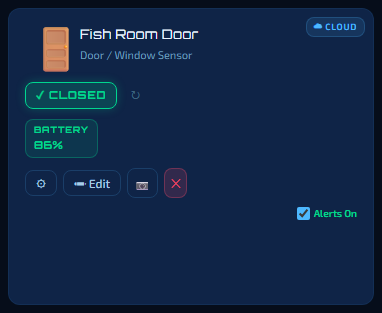 Fish Room Door
CLOUD
Door / Window Sensor
✓ CLOSED
BATTERY
86%
Edit
Alerts On